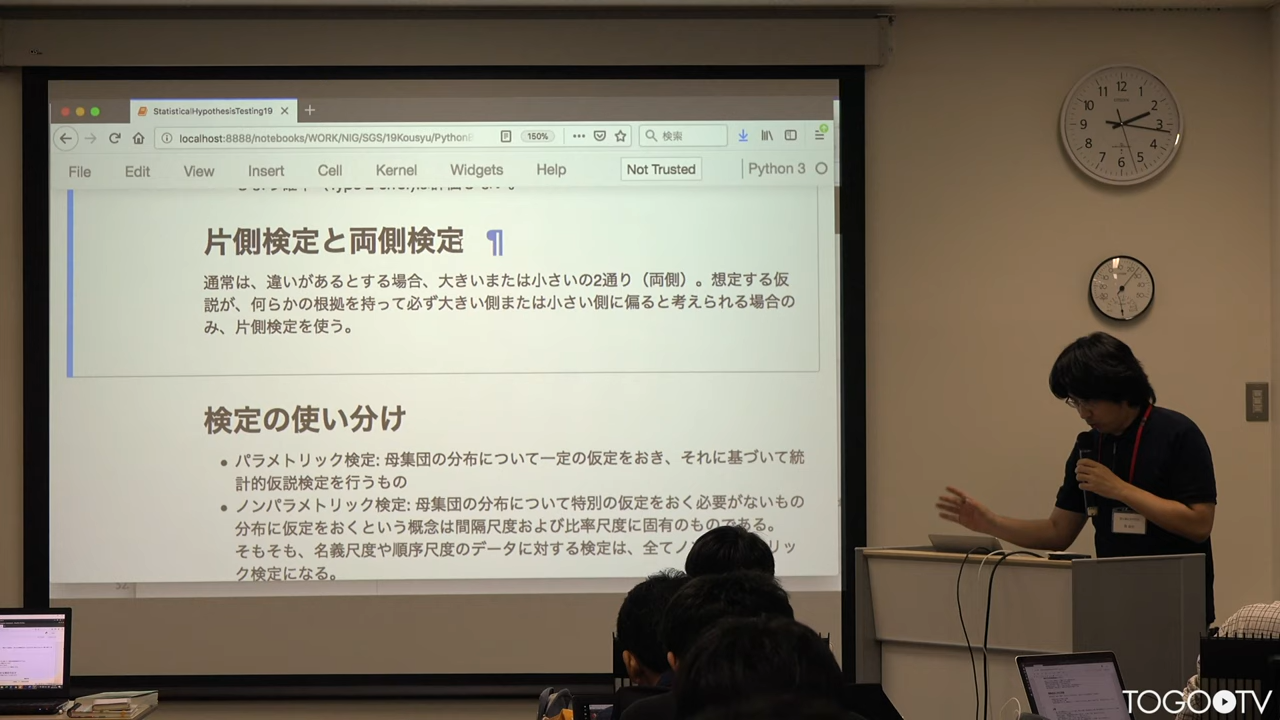 StatisticalHypothesisTesting19
localhost:8888/notebooks/WORK/NIG/SGS/19Kousyu/Python
150%
検索
File Edit View Insert Cell Kernel Widgets Help Not Trusted Python 3
片側検定と両側検定 ¶
通常は、違いがあるとする場合、大きいまたは小さいの2通り（両側）。想定する仮
説が、何らかの根拠を持って必ず大きい側または小さい側に偏ると考えられる場合の
み、片側検定を使う。
検定の使い分け
パラメトリック検定: 母集団の分布について一定の仮定をおき、それに基づいて統
計的仮説検定を行うもの
ノンパラメトリック検定: 母集団の分布について特別の仮定をおく必要がないもの
分布に仮定をおくという概念は間隔尺度および比率尺度に固有のものである。
そもそも、名義尺度や順序尺度のデータに対する検定は、全てノ
ク検定になる。
12
1
2
3
4
5
6
7
8
9
10
11
TOGOTV